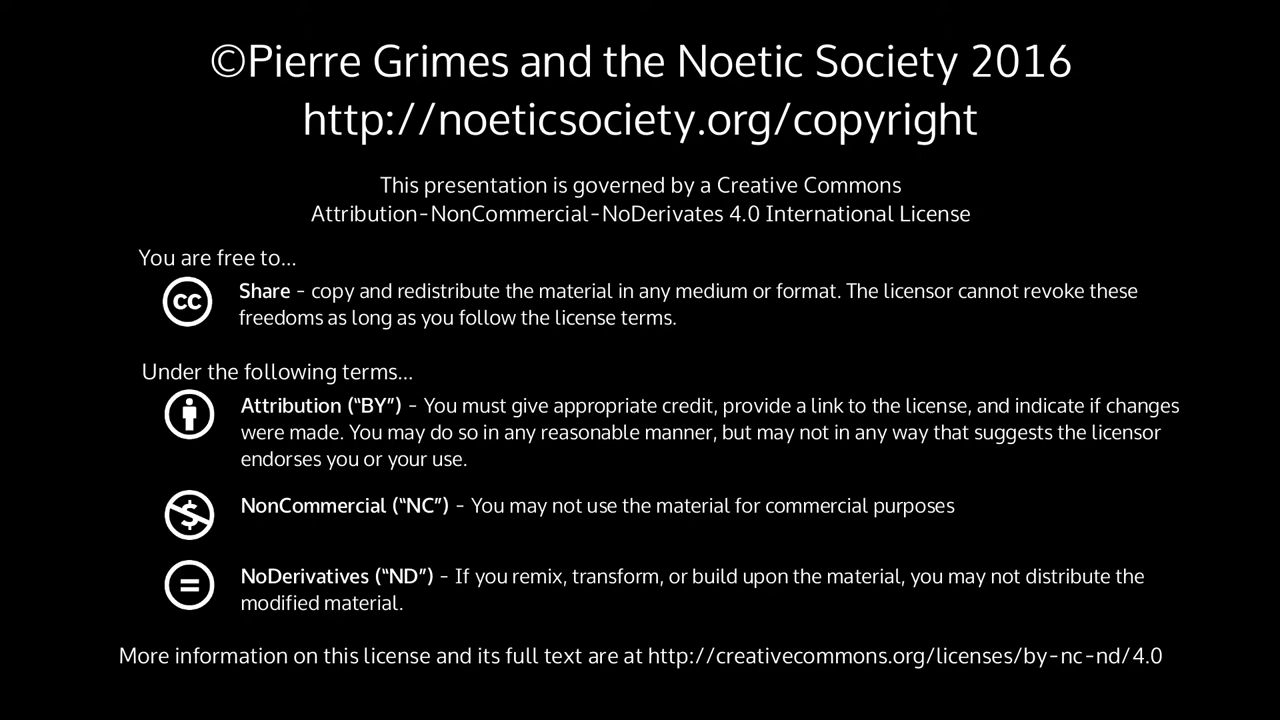 ©Pierre Grimes and the Noetic Society 2016
http://noeticsociety.org/copyright
This presentation is governed by a Creative Commons
Attribution-NonCommercial-NoDerivates 4.0 International License
You are free to...
cc
Share - copy and redistribute the material in any medium or format. The licensor cannot revoke these
freedoms as long as you follow the license terms.
Under the following terms...
Attribution (“BY”) - You must give appropriate credit, provide a link to the license, and indicate if changes
were made. You may do so in any reasonable manner, but may not in any way that suggests the licensor
endorses you or your use.
NonCommercial (“NC”) - You may not use the material for commercial purposes
NoDerivatives (“ND”) - If you remix, transform, or build upon the material, you may not distribute the
modified material.
More information on this license and its full text are at http://creativecommons.org/licenses/by-nc-nd/4.0